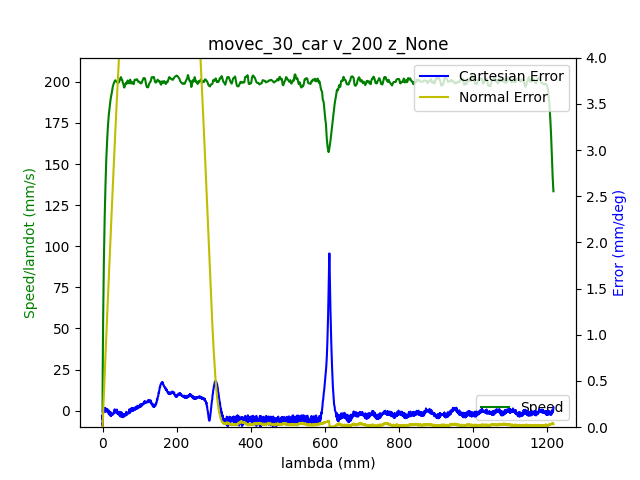 movec_30_car v_200 z_None
Cartesian Error
Normal Error
Speed
Speed/lamdot (mm/s)
200
175
150
125
100
75
50
25
0
4.0
3.5
3.0
2.5
2.0
1.5
1.0
0.5
0.0
Error (mm/deg)
0 200 400 600 800 1000 1200
lambda (mm)